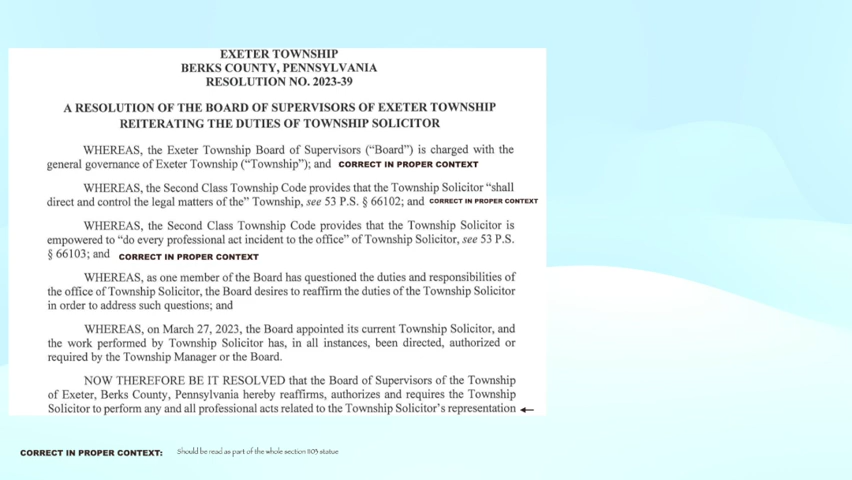 EXETER TOWNSHIP
BERKS COUNTY, PENNSYLVANIA
RESOLUTION NO. 2023-39
A RESOLUTION OF THE BOARD OF SUPERVISORS OF EXETER TOWNSHIP
REITERATING THE DUTIES OF TOWNSHIP SOLICITOR
WHEREAS, the Exeter Township Board of Supervisors (“Board”) is charged with the
general governance of Exeter Township (“Township”); and CORRECT IN PROPER CONTEXT
WHEREAS, the Second Class Township Code provides that the Township Solicitor “shall
direct and control the legal matters of the” Township, see 53 P.S. § 66102; and CORRECT IN PROPER CONTEXT
WHEREAS, the Second Class Township Code provides that the Township Solicitor is
empowered to “do every professional act incident to the office” of Township Solicitor, see 53 P.S.
§ 66103; and CORRECT IN PROPER CONTEXT
WHEREAS, as one member of the Board has questioned the duties and responsibilities of
the office of Township Solicitor, the Board desires to reaffirm the duties of the Township Solicitor
in order to address such questions; and
WHEREAS, on March 27, 2023, the Board appointed its current Township Solicitor, and
the work performed by Township Solicitor has, in all instances, been directed, authorized or
required by the Township Manager or the Board.
NOW THEREFORE BE IT RESOLVED that the Board of Supervisors of the Township
of Exeter, Berks County, Pennsylvania hereby reaffirms, authorizes and requires the Township
Solicitor to perform any and all professional acts related to the Township Solicitor’s representation ←
CORRECT IN PROPER CONTEXT: Should be read as part of the whole section 1103 statue